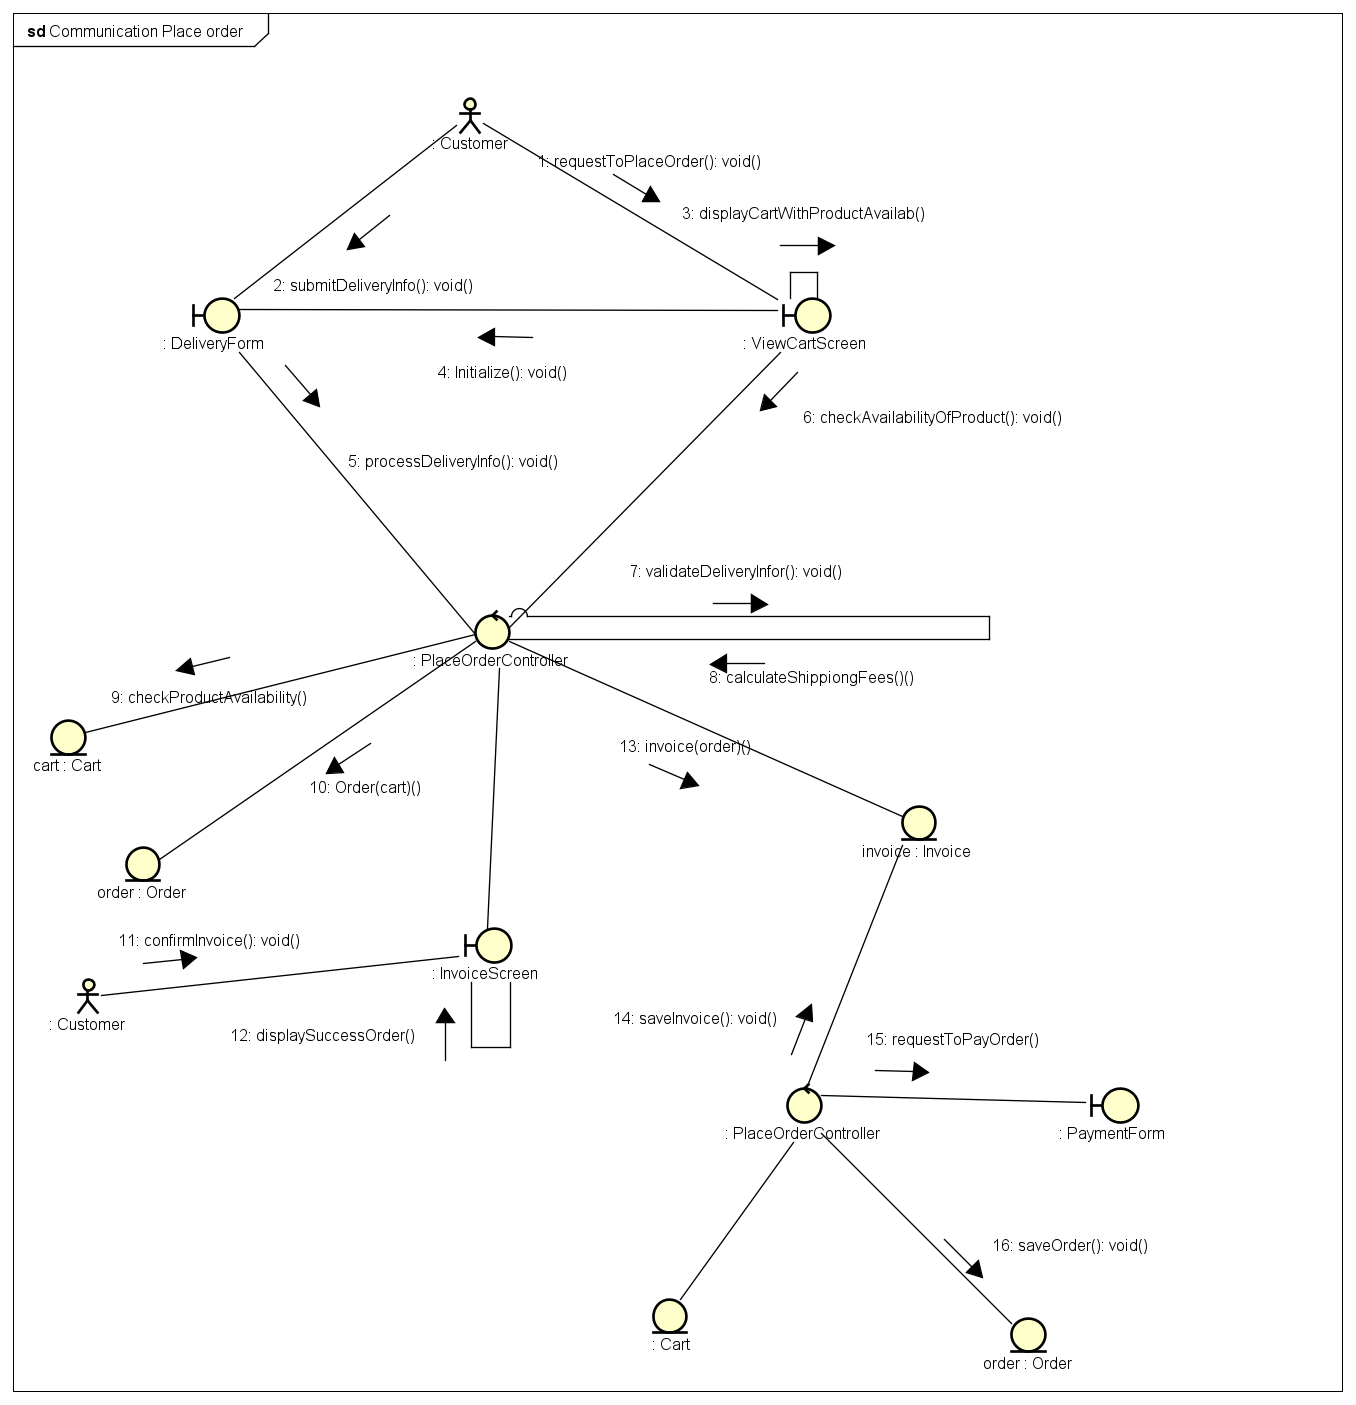 sd Communication Place order
: Customer
1: requestToPlaceOrder(): void()
3: displayCartWithProductAvailab()
2: submitDeliveryInfo(): void()
: DeliveryForm
: ViewCartScreen
4: Initialize(): void()
6: checkAvailabilityOfProduct(): void()
5: processDeliveryInfo(): void()
7: validateDeliveryInfor(): void()
: PlaceOrderController
8: calculateShippiongFees()()
9: checkProductAvailability()
cart : Cart
13: invoice(order)()
10: Order(cart)()
invoice : Invoice
order : Order
11: confirmInvoice(): void()
: InvoiceScreen
: Customer
12: displaySuccessOrder()
14: saveInvoice(): void()
15: requestToPayOrder()
: PlaceOrderController
: PaymentForm
16: saveOrder(): void()
: Cart
order : Order